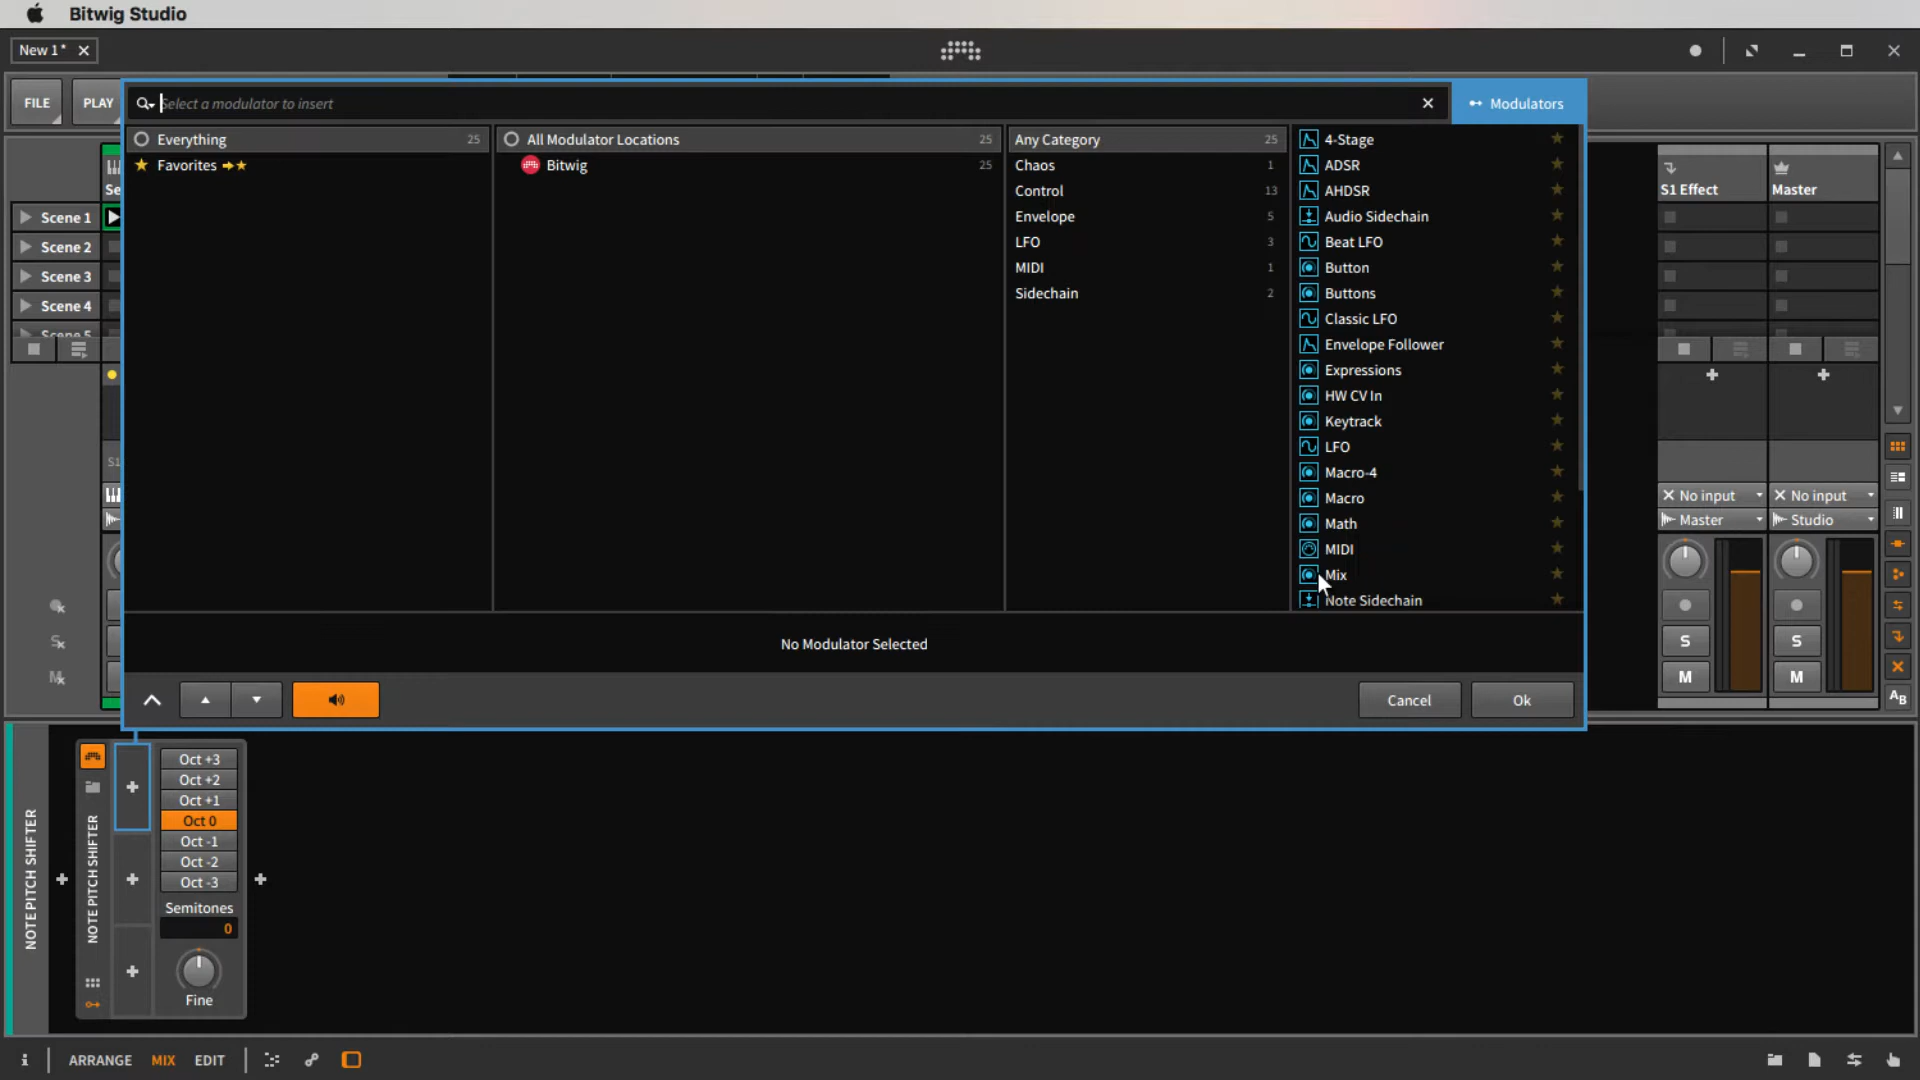 Bitwig Studio
New 1*
FILE
PLAY
Select a modulator to insert
Modulators
Everything 25
Favorites
All Modulator Locations 25
Bitwig 25
Any Category 25
Chaos 1
Control 13
Envelope 5
LFO 3
MIDI 1
Sidechain 2
4-Stage
ADSR
AHDSR
Audio Sidechain
Beat LFO
Button
Buttons
Classic LFO
Envelope Follower
Expressions
HW CV In
Keytrack
LFO
Macro-4
Macro
Math
MIDI
Mix
Note Sidechain
No Modulator Selected
Cancel
Ok
Se
Scene 1
Scene 2
Scene 3
Scene 4
Scene 5
S1
S
M
S1 Effect
Master
No input
No input
Master
Studio
S
S
M
M
AB
NOTE PITCH SHIFTER
NOTE PITCH SHIFTER
Oct +3
Oct +2
Oct +1
Oct 0
Oct -1
Oct -2
Oct -3
Semitones
0
Fine
i
ARRANGE
MIX
EDIT